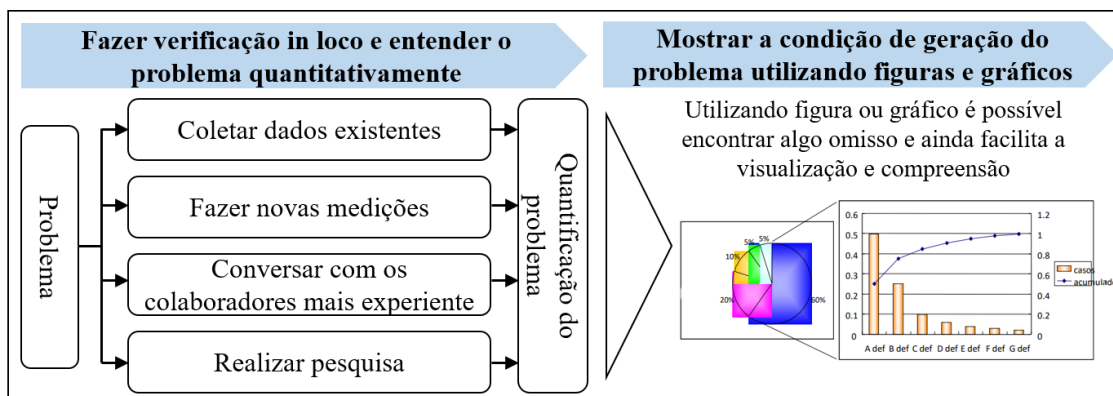 Fazer verificação in loco e entender o
problema quantitativamente
Mostrar a condição de geração do
problema utilizando figuras e gráficos
Problema
Coletar dados existentes
Fazer novas medições
Conversar com os
colaboradores mais experiente
Realizar pesquisa
Quantificação do
problema
Utilizando figura ou gráfico é possível
encontrar algo omisso e ainda facilita a
visualização e compreensão
5%
5%
10%
20%
60%
0.6
0.5
0.4
0.3
0.2
0.1
0
1.2
1
0.8
0.6
0.4
0.2
0
A def B def C def D def E def F def G def
casos
acumulado